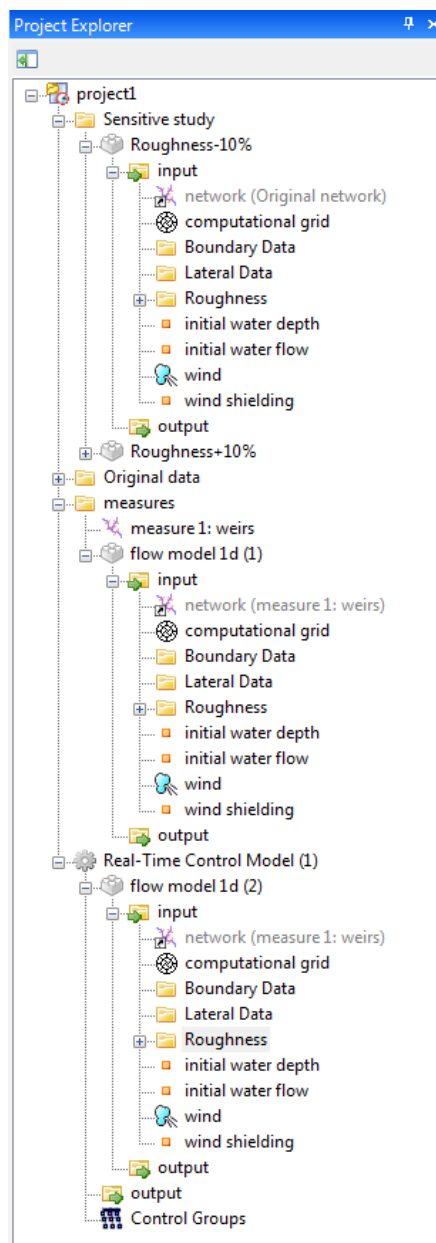 Project Explorer
project1
Sensitive study
Roughness-10%
input
network (Original network)
computational grid
Boundary Data
Lateral Data
Roughness
initial water depth
initial water flow
wind
wind shielding
output
Roughness+10%
Original data
measures
measure 1: weirs
flow model 1d (1)
input
network (measure 1: weirs)
computational grid
Boundary Data
Lateral Data
Roughness
initial water depth
initial water flow
wind
wind shielding
output
Real-Time Control Model (1)
flow model 1d (2)
input
network (measure 1: weirs)
computational grid
Boundary Data
Lateral Data
Roughness
initial water depth
initial water flow
wind
wind shielding
output
output
Control Groups